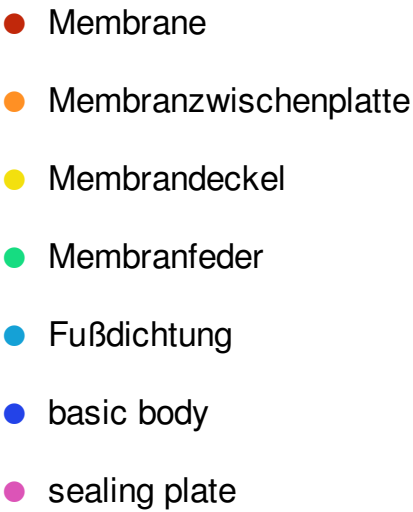 Membrane
Membranzwischenplatte
Membrandeckel
Membranfeder
Fußdichtung
basic body
sealing plate